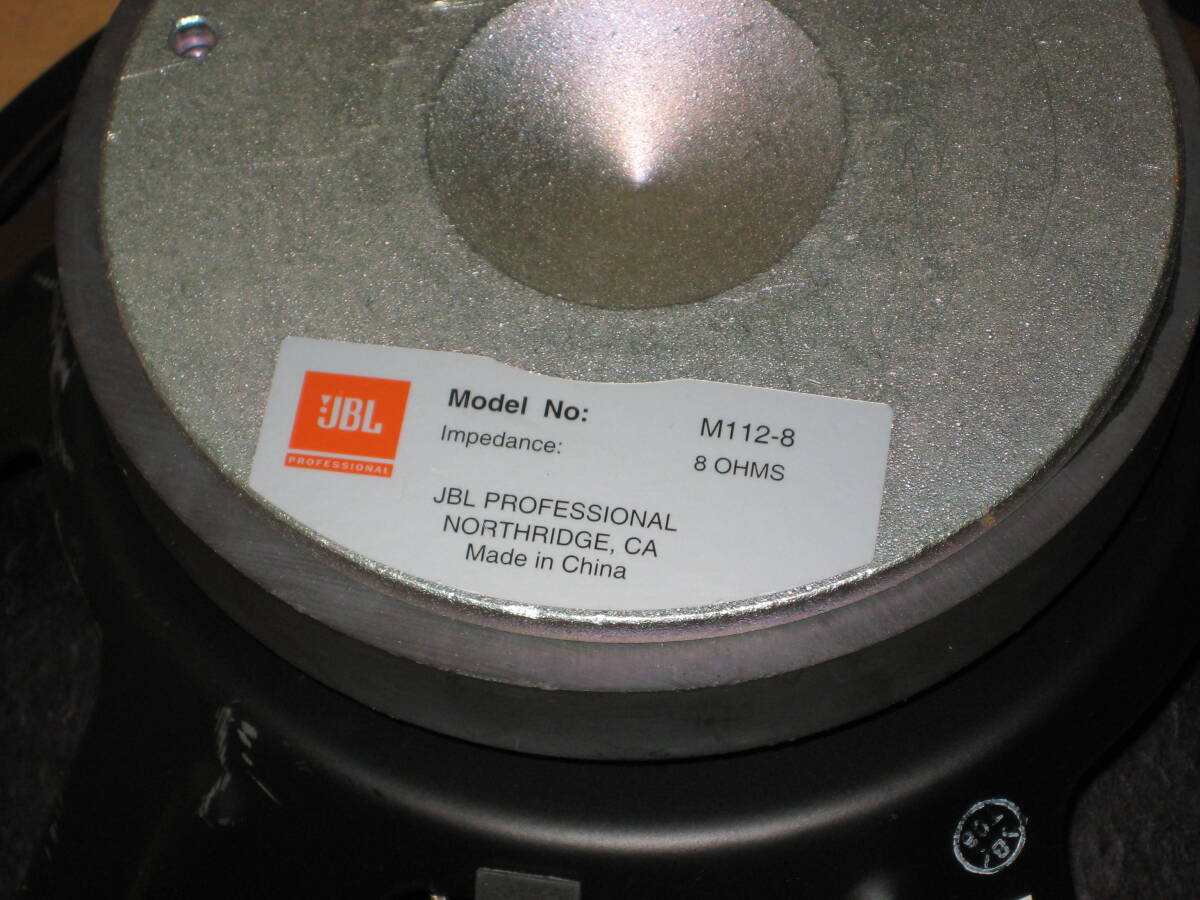 JBL
PROFESSIONAL
Model No: M112-8
Impedance: 8 OHMS
JBL PROFESSIONAL
NORTHRIDGE, CA
Made in China